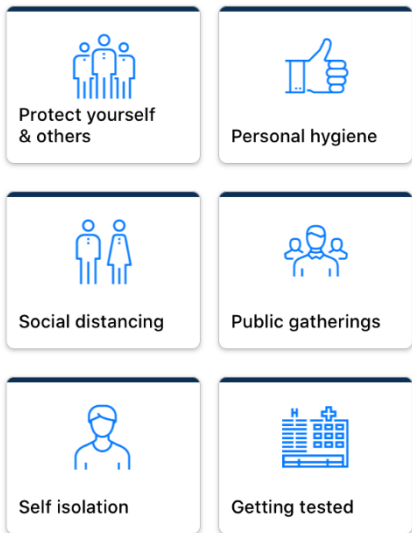 Protect yourself
& others
Personal hygiene
Social distancing
Public gatherings
H
Self isolation
Getting tested